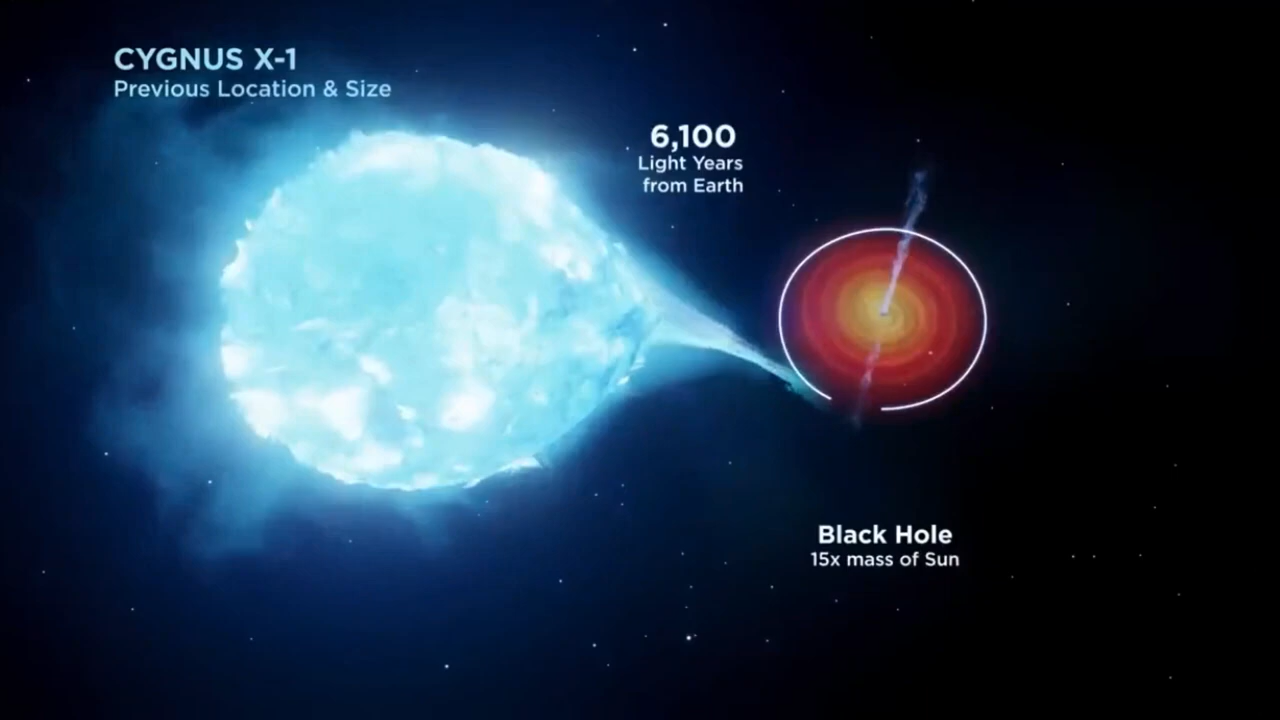 CYGNUS X-1
Previous Location & Size
6,100
Light Years
from Earth
Black Hole
15x mass of Sun